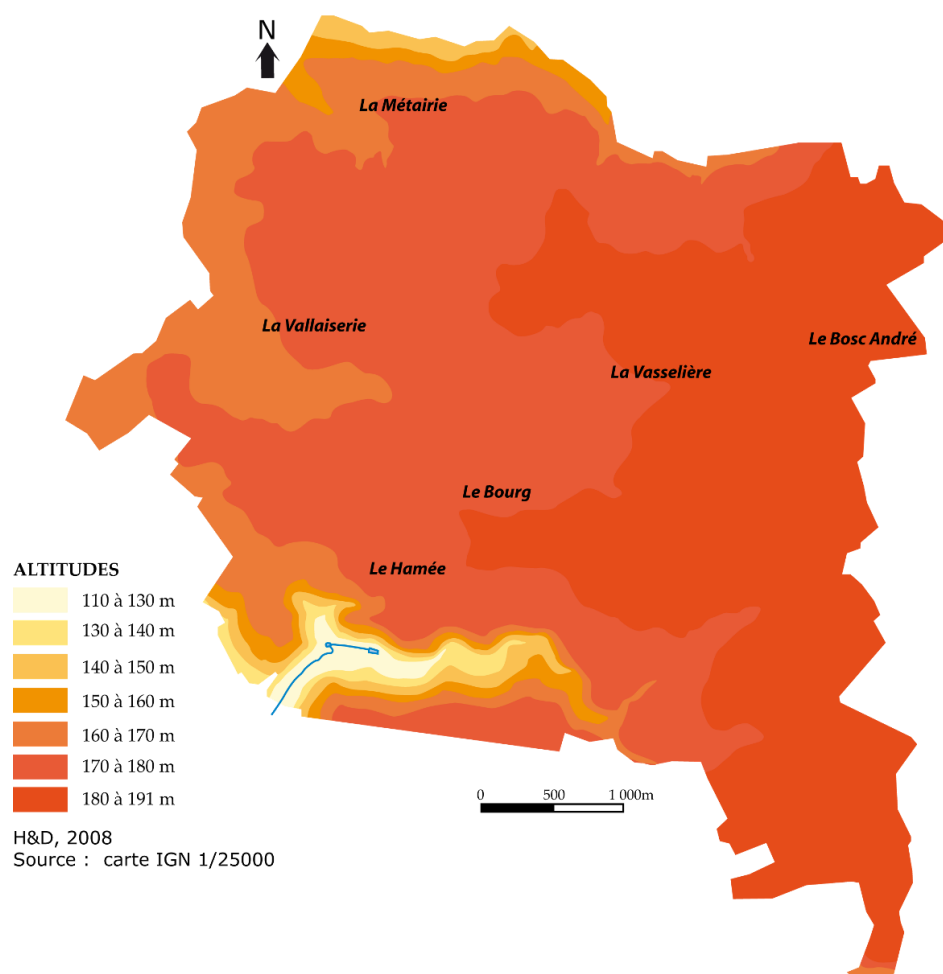 N
La Métairie
La Vallaiserie
Le Bosc André
La Vasselière
Le Bourg
Le Hamée
ALTITUDES
110 à 130 m
130 à 140 m
140 à 150 m
150 à 160 m
160 à 170 m
170 à 180 m
180 à 191 m
0 500 1 000m
H&D, 2008
Source : carte IGN 1/25000